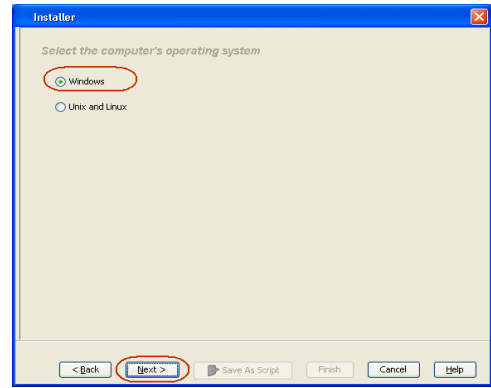 Installer
Select the computer's operating system
Windows
Unix and Linux
< Back Next > Save As Script Finish Cancel Help